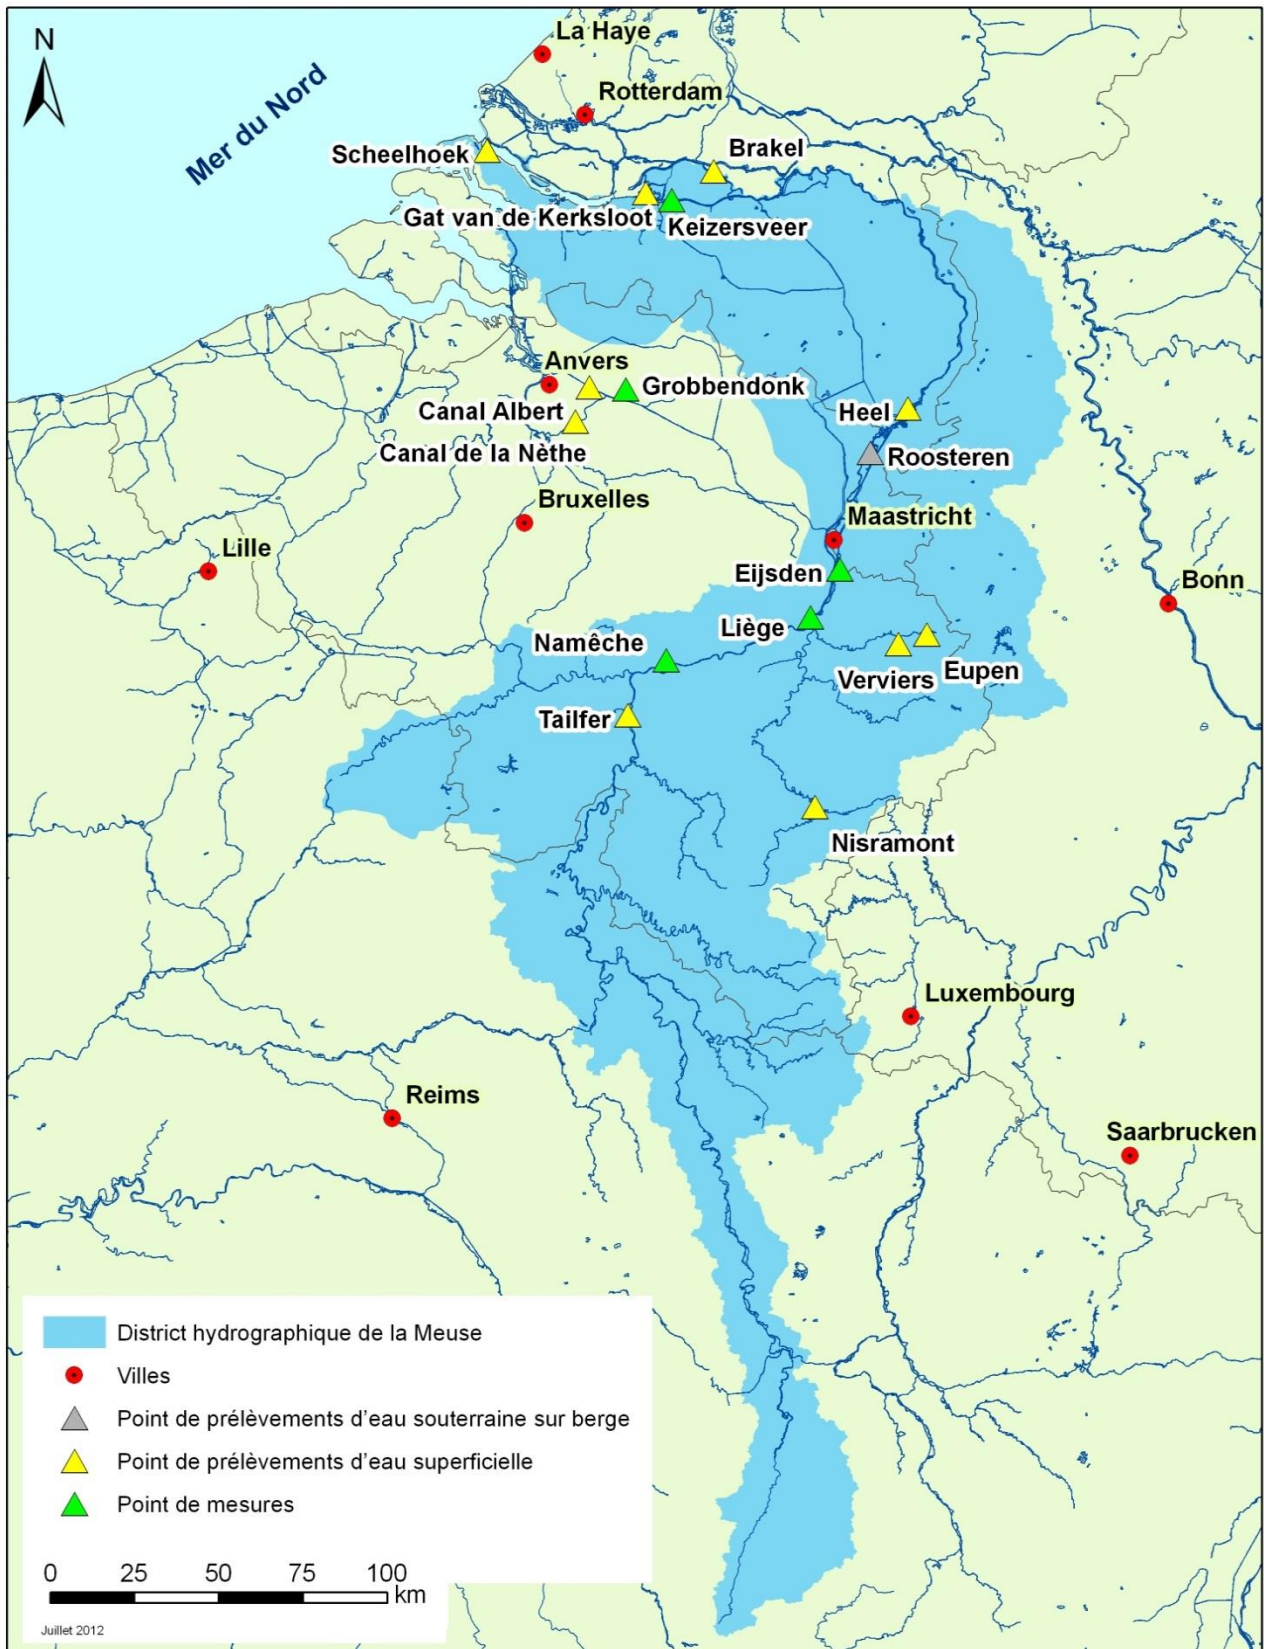 N
La Haye
Mer du Nord
Rotterdam
Scheelhoek
Brakel
Gat van de Kerksloot
Keizersveer
Anvers
Grobbendonk
Canal Albert
Heel
Canal de la Nèthe
Roosteren
Bruxelles
Maastricht
Lille
Eijsden
Bonn
Liège
Namêche
Verviers
Eupen
Tailfer
Nisramont
Luxembourg
Reims
Saarbrucken
District hydrographique de la Meuse
Villes
Point de prélèvements d'eau souterraine sur berge
Point de prélèvements d'eau superficielle
Point de mesures
0 25 50 75 100
km
Juillet 2012